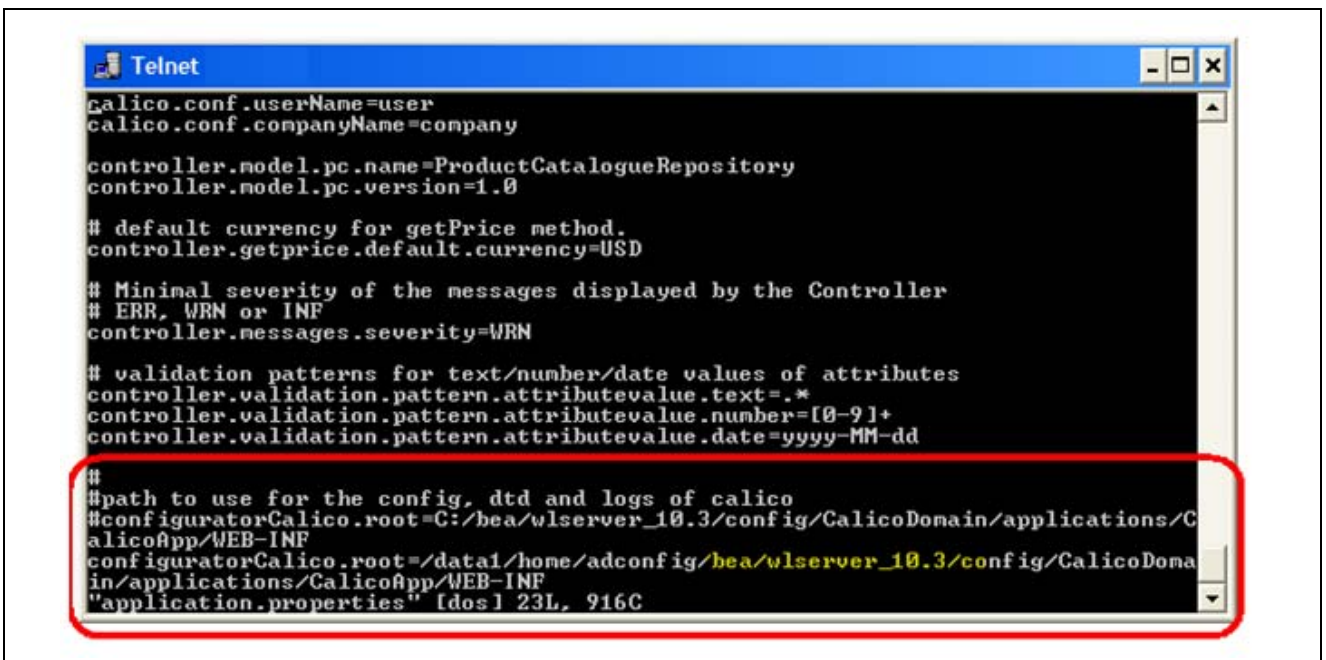 Telnet
calico.conf.userName=user
calico.conf.companyName=company
controller.model.pc.name=ProductCatalogueRepository
controller.model.pc.version=1.0
# default currency for getPrice method.
controller.getprice.default.currency=USD
# Minimal severity of the messages displayed by the Controller
# ERR, WRN or INF
controller.messages.severity=WRN
# validation patterns for text/number/date values of attributes
controller.validation.pattern.attributevalue.text=.*
controller.validation.pattern.attributevalue.number=[0-9]+
controller.validation.pattern.attributevalue.date=yyyy-MM-dd
#
#path to use for the config, dtd and logs of calico
#configuratorCalico.root=C:/bea/wlserver_10.3/config/CalicoDomain/applications/C
alicoApp/WEB-INF
configuratorCalico.root=/data1/home/adconfig/bea/wlserver_10.3/config/CalicoDoma
in/applications/CalicoApp/WEB-INF
"application.properties" [dos] 23L, 916C